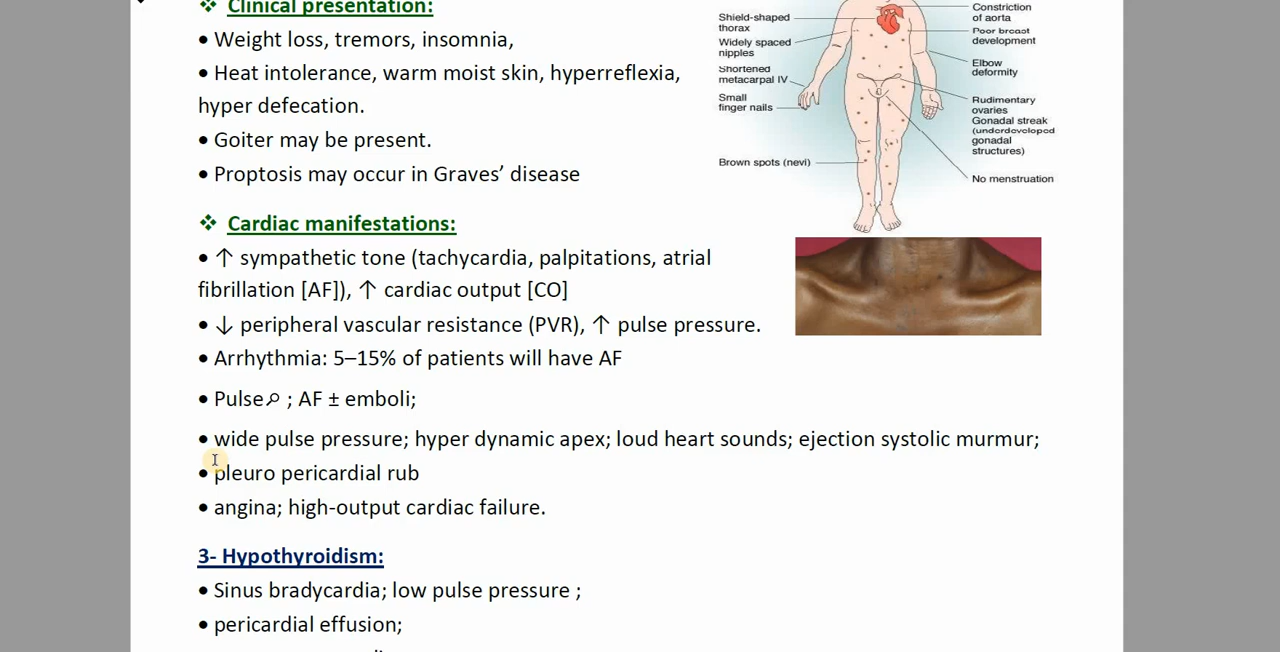 ❖ Clinical presentation:
• Weight loss, tremors, insomnia,
• Heat intolerance, warm moist skin, hyperreflexia,
hyper defecation.
• Goiter may be present.
• Proptosis may occur in Graves’ disease
Shield-shaped
thorax
Widely spaced
nipples
Shortened
metacarpal IV
Small
finger nails
Brown spots (nevi)
Constriction
of aorta
Poor breast
development
Elbow
deformity
Rudimentary
ovaries
Gonadal streak
(underdeveloped
gonadal
structures)
No menstruation
❖ Cardiac manifestations:
• ↑ sympathetic tone (tachycardia, palpitations, atrial
fibrillation [AF]), ↑ cardiac output [CO]
• ↓ peripheral vascular resistance (PVR), ↑ pulse pressure.
• Arrhythmia: 5–15% of patients will have AF
• Pulse⌕ ; AF ± emboli;
• wide pulse pressure; hyper dynamic apex; loud heart sounds; ejection systolic murmur;
• pleuro pericardial rub
• angina; high-output cardiac failure.
3- Hypothyroidism:
• Sinus bradycardia; low pulse pressure ;
• pericardial effusion;